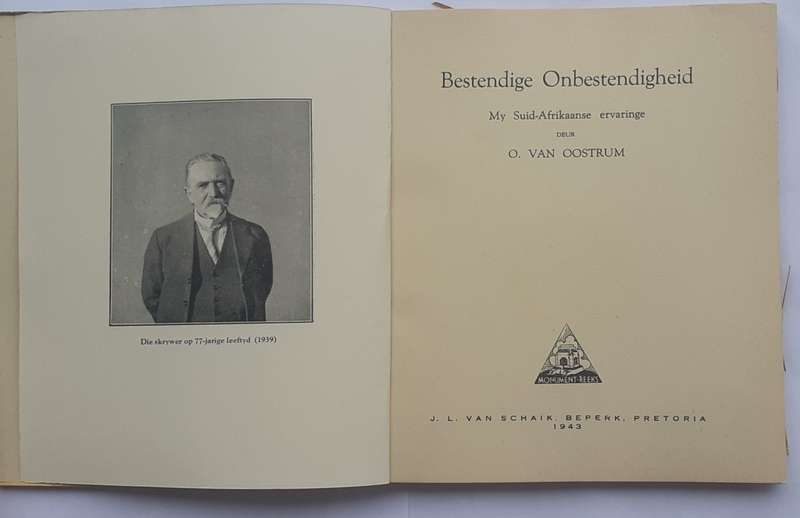 Die skrywer op 77-jarige leeftyd (1939)
Bestendige Onbestendigheid
My Suid-Afrikaanse ervaringe
DEUR
O. VAN OOSTRUM
MONUMENT-REEKS
J. L. VAN SCHAIK, BEPERK, PRETORIA
1943